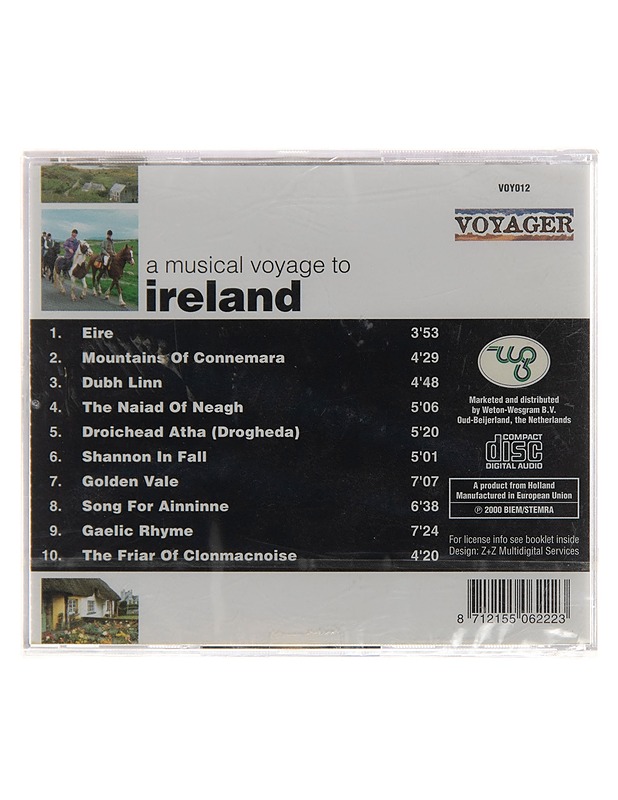 VOY012
VOYAGER
a musical voyage to
ireland
1. Eire 3'53
2. Mountains Of Connemara 4'29
3. Dubh Linn 4'48
4. The Naiad Of Neagh 5'06
5. Droichead Atha (Drogheda) 5'20
6. Shannon In Fall 5'01
7. Golden Vale 7'07
8. Song For Ainninne 6'38
9. Gaelic Rhyme 7'24
10. The Friar Of Clonmacnoise 4'20
Marketed and distributed
by Weton-Wesgram B.V.
Oud-Beijerland, the Netherlands
COMPACT
disc
DIGITAL AUDIO
A product from Holland
Manufactured in European Union
℗ 2000 BIEM/STEMRA
For license info see booklet inside
Design: Z+Z Multidigital Services
8 712155 062223